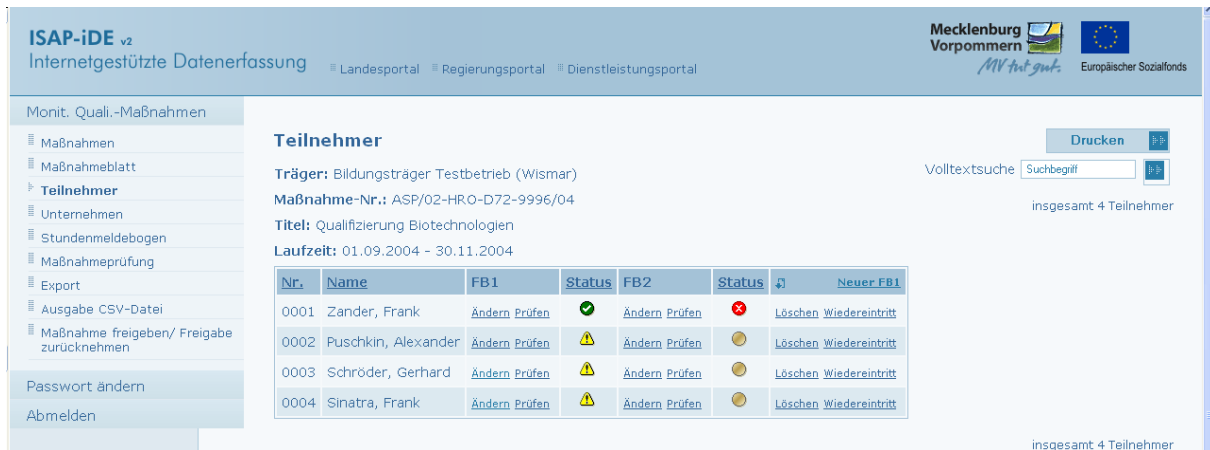 ISAP-iDE v2
Internetgestützte Datenerfassung
Landesportal Regierungsportal Dienstleistungsportal
Mecklenburg
Vorpommern
MV tut gut.
Europäischer Sozialfonds
Monit. Quali.-Maßnahmen
Maßnahmen
Maßnahmeblatt
Teilnehmer
Unternehmen
Stundenmeldebogen
Maßnahmeprüfung
Export
Ausgabe CSV-Datei
Maßnahme freigeben/ Freigabe
zurücknehmen
Passwort ändern
Abmelden
Teilnehmer
Träger: Bildungsträger Testbetrieb (Wismar)
Maßnahme-Nr.: ASP/02-HRO-D72-9996/04
Titel: Qualifizierung Biotechnologien
Laufzeit: 01.09.2004 - 30.11.2004
Drucken
Volltextsuche Suchbegriff
insgesamt 4 Teilnehmer
Nr. Name FB1 Status FB2 Status Neuer FB1
0001 Zander, Frank Ändern Prüfen Ändern Prüfen Löschen Wiedereintritt
0002 Puschkin, Alexander Ändern Prüfen Ändern Prüfen Löschen Wiedereintritt
0003 Schröder, Gerhard Ändern Prüfen Ändern Prüfen Löschen Wiedereintritt
0004 Sinatra, Frank Ändern Prüfen Ändern Prüfen Löschen Wiedereintritt
insgesamt 4 Teilnehmer